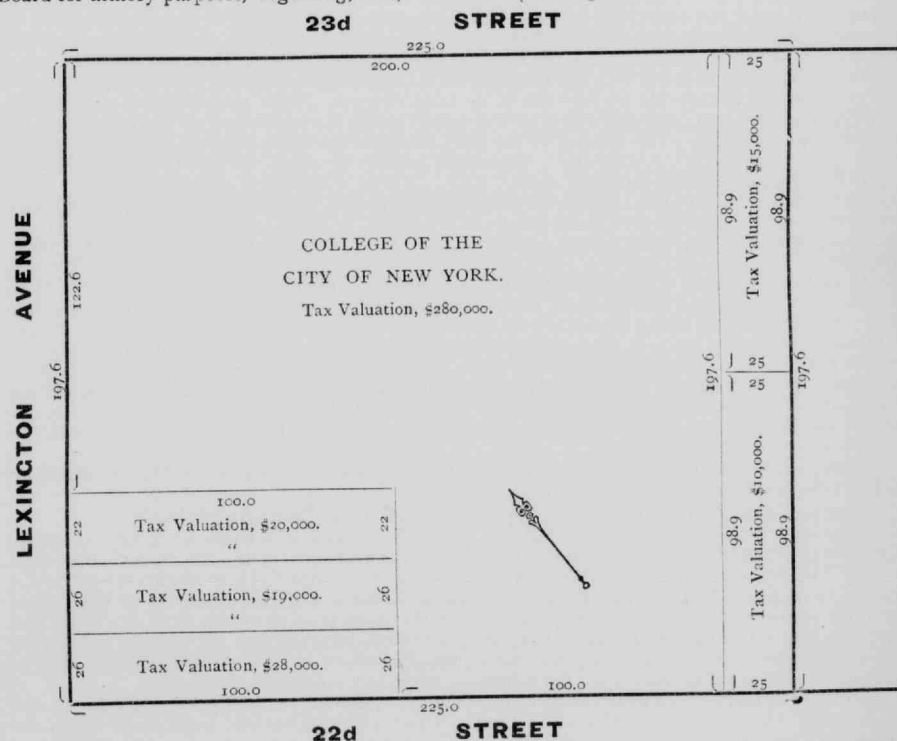 Board for armory purposes,
23d STREET
225.0
200.0
25
COLLEGE OF THE
CITY OF NEW YORK.
Tax Valuation, $280,000.
LEXINGTON AVENUE
122.6
197.6
98.9
Tax Valuation, $15,000.
98.9
197.6
25
25
197.6
98.9
Tax Valuation, $10,000.
98.9
100.0
22
Tax Valuation, $20,000.
22
“
26
Tax Valuation, $19,000.
26
“
26
Tax Valuation, $28,000.
26
100.0
100.0
25
225.0
22d STREET